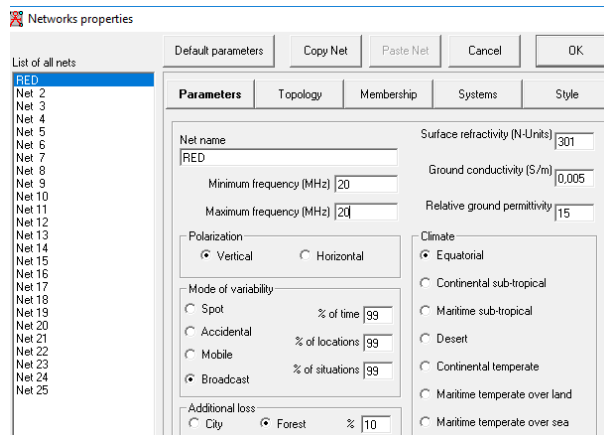 Networks properties
Default parameters Copy Net Paste Net Cancel OK
List of all nets
RED
Net 2
Net 3
Net 4
Net 5
Net 6
Net 7
Net 8
Net 9
Net 10
Net 11
Net 12
Net 13
Net 14
Net 15
Net 16
Net 17
Net 18
Net 19
Net 20
Net 21
Net 22
Net 23
Net 24
Net 25
Parameters Topology Membership Systems Style
Net name
RED
Minimum frequency (MHz) 20
Maximum frequency (MHz) 20
Polarization
Vertical Horizontal
Mode of variability
Spot
Accidental
Mobile
Broadcast
% of time 99
% of locations 99
% of situations 99
Additional loss
City Forest % 10
Surface refractivity (N-Units) 301
Ground conductivity (S/m) 0,005
Relative ground permittivity 15
Climate
Equatorial
Continental sub-tropical
Maritime sub-tropical
Desert
Continental temperate
Maritime temperate over land
Maritime temperate over sea